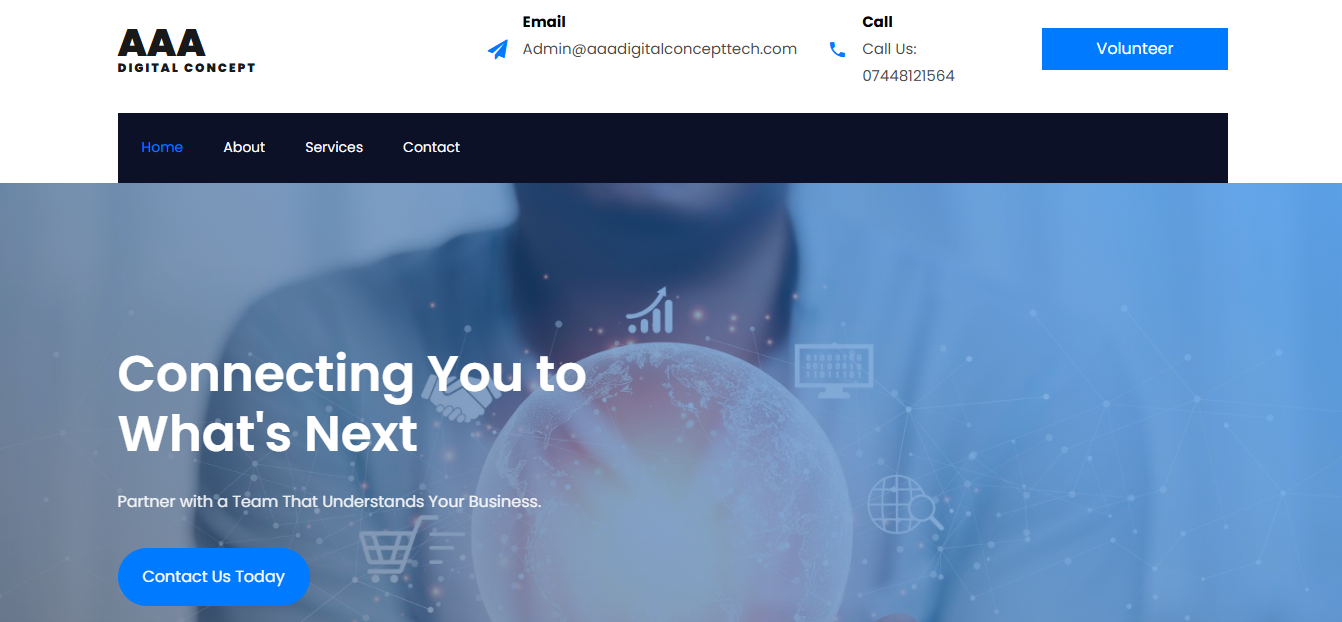 AAA
DIGITAL CONCEPT
Email
Admin@aaadigitalconcepttech.com
Call
Call Us:
07448121564
Volunteer
Home
About
Services
Contact
Connecting You to
What's Next
Partner with a Team That Understands Your Business.
Contact Us Today